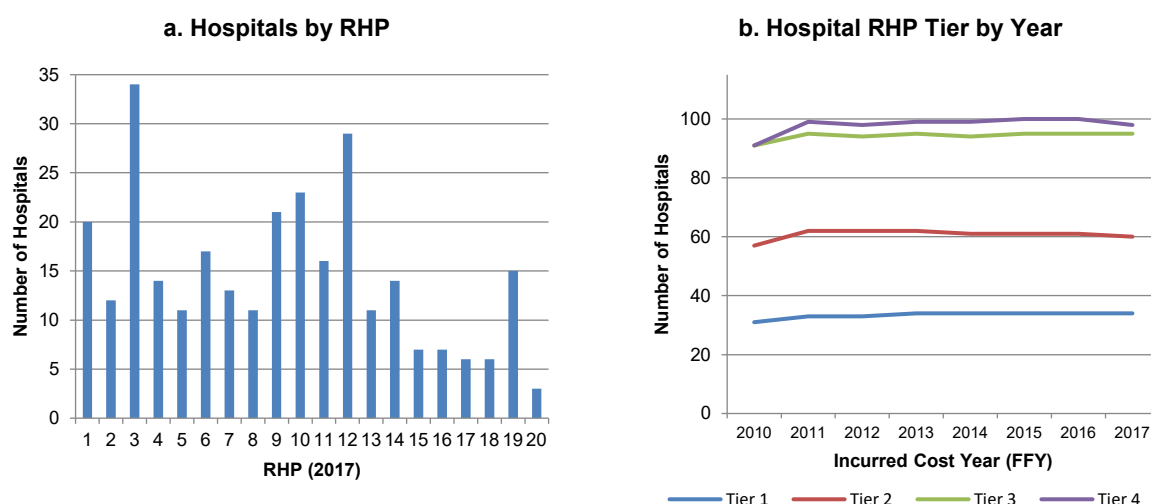 a. Hospitals by RHP
35
30
25
20
15
10
5
0
Number of Hospitals
1 2 3 4 5 6 7 8 9 10 11 12 13 14 15 16 17 18 19 20
RHP (2017)
b. Hospital RHP Tier by Year
100
80
60
40
20
0
Number of Hospitals
2010 2011 2012 2013 2014 2015 2016 2017
Incurred Cost Year (FFY)
Tier 1 Tier 2 Tier 3 Tier 4